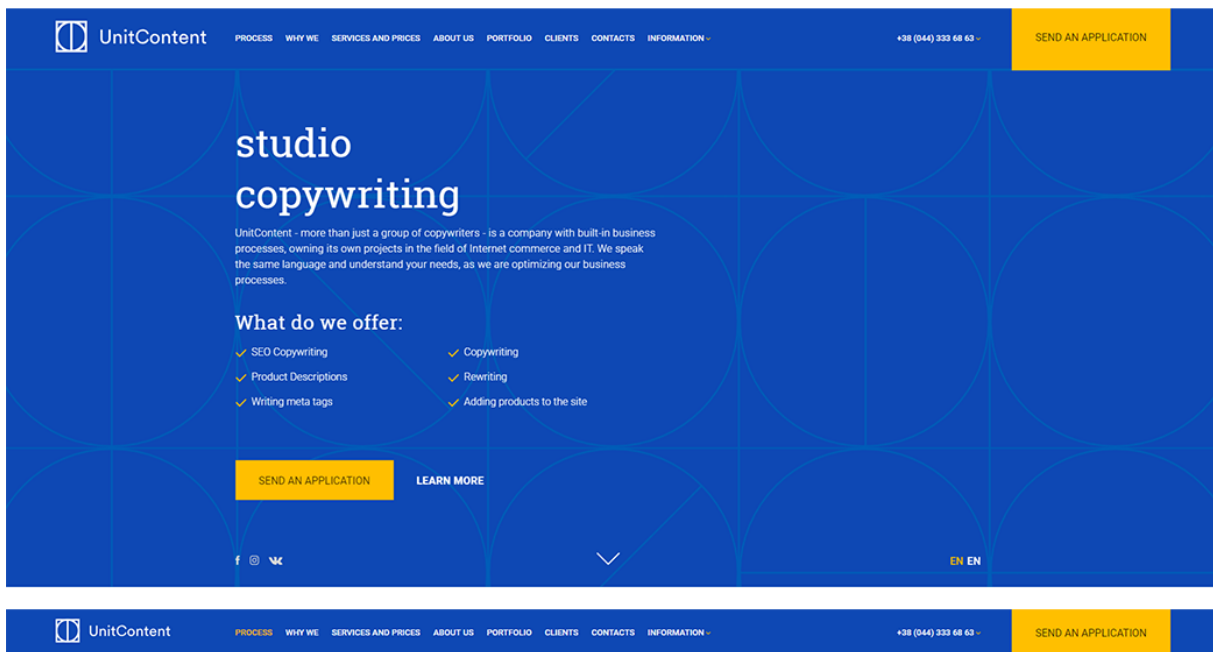 UnitContent PROCESS WHY WE SERVICES AND PRICES ABOUT US PORTFOLIO CLIENTS CONTACTS INFORMATION +38 (044) 333 68 63 SEND AN APPLICATION
studio
copywriting
UnitContent - more than just a group of copywriters - is a company with built-in business
processes, owning its own projects in the field of Internet commerce and IT. We speak
the same language and understand your needs, as we are optimizing our business
processes.
What do we offer:
SEO Copywriting Copywriting
Product Descriptions Rewriting
Writing meta tags Adding products to the site
SEND AN APPLICATION LEARN MORE
EN EN
UnitContent PROCESS WHY WE SERVICES AND PRICES ABOUT US PORTFOLIO CLIENTS CONTACTS INFORMATION +38 (044) 333 68 63 SEND AN APPLICATION